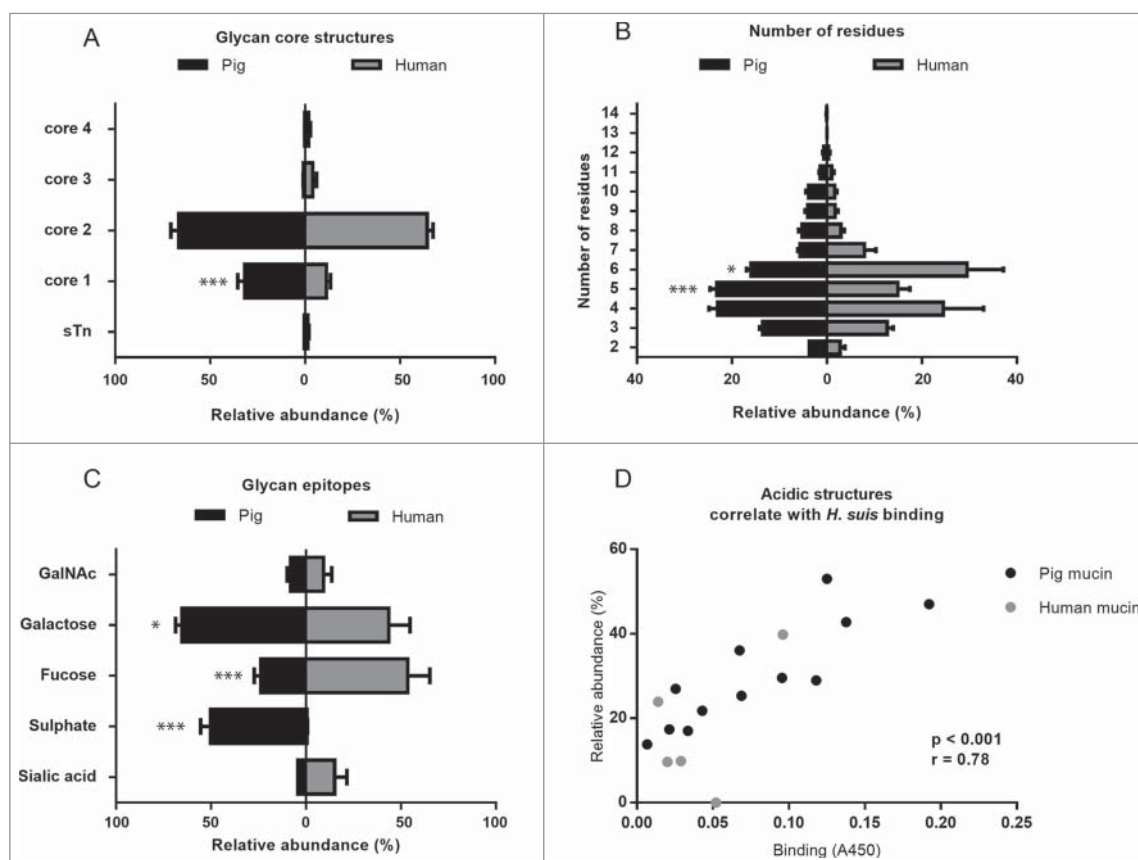 A
Glycan core structures
Pig
Human
core 4
core 3
core 2
core 1
sTn
***
100
50
0
50
100
Relative abundance (%)
B
Number of residues
Pig
Human
Number of residues
14
13
12
11
10
9
8
7
6
5
4
3
2
*
***
40
20
0
20
40
Relative abundance (%)
C
Glycan epitopes
Pig
Human
GalNAc
Galactose
Fucose
Sulphate
Sialic acid
*
***
***
100
50
0
50
100
Relative abundance (%)
D
Acidic structures
correlate with H. suis binding
Pig mucin
Human mucin
Relative abundance (%)
60
40
20
0
p < 0.001
r = 0.78
0.00
0.05
0.10
0.15
0.20
0.25
Binding (A450)